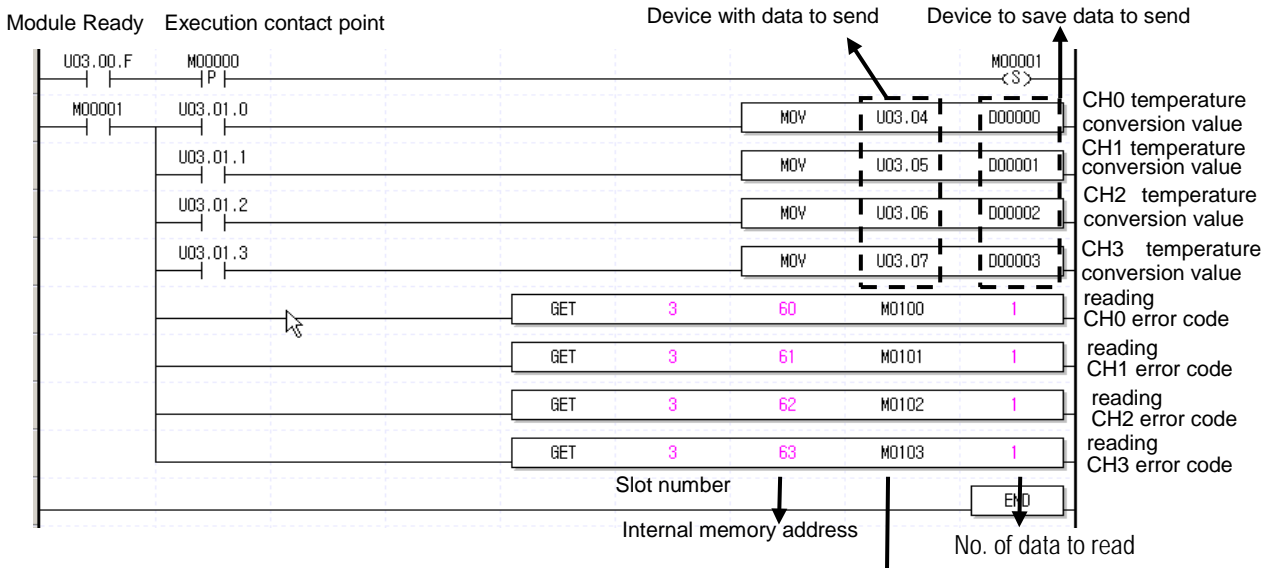 Module Ready Execution contact point Device with data to send Device to save data to send
U03.00.F M00000 M00001
P (S)
M00001 U03.01.0
MOV U03.04 D00000
CH0 temperature
conversion value
U03.01.1
MOV U03.05 D00001
CH1 temperature
conversion value
U03.01.2
MOV U03.06 D00002
CH2 temperature
conversion value
U03.01.3
MOV U03.07 D00003
CH3 temperature
conversion value
GET 3 60 M0100 1
reading
CH0 error code
GET 3 61 M0101 1
reading
CH1 error code
GET 3 62 M0102 1
reading
CH2 error code
GET 3 63 M0103 1
reading
CH3 error code
Slot number
END
Internal memory address
No. of data to read